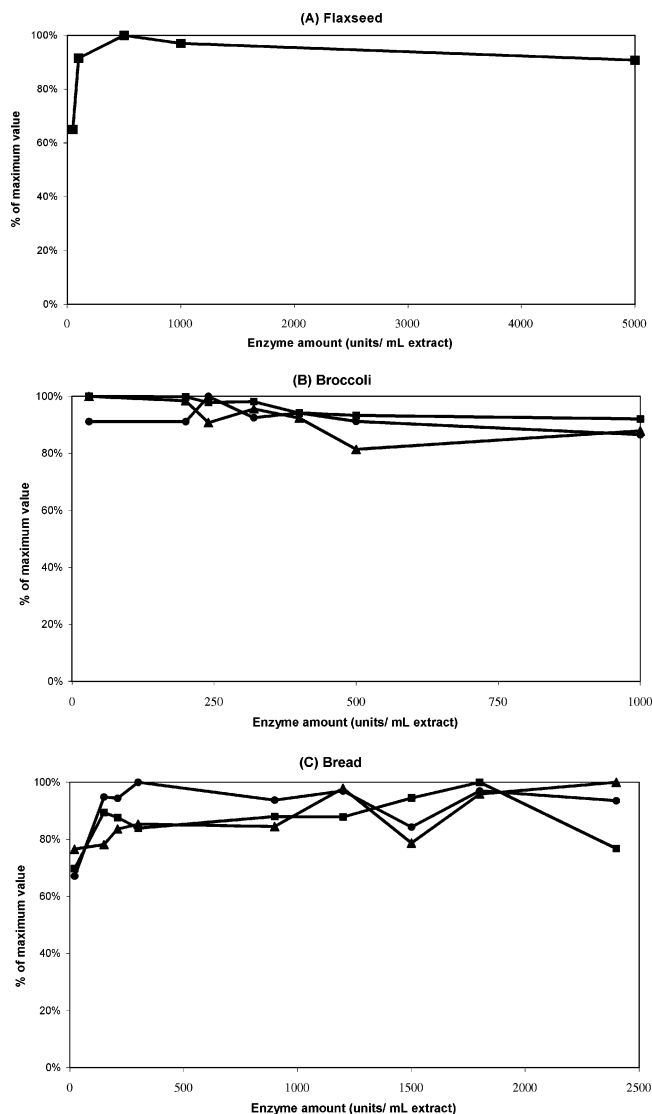 (A) Flaxseed
100%
80%
60%
40%
20%
0%
% of maximum value
0 1000 2000 3000 4000 5000
Enzyme amount (units/ mL extract)
(B) Broccoli
100%
80%
60%
40%
20%
0%
% of maximum value
0 250 500 750 1000
Enzyme amount (units/ mL extract)
(C) Bread
100%
80%
60%
40%
20%
0%
% of maximum value
0 500 1000 1500 2000 2500
Enzyme amount (units/ mL extract)